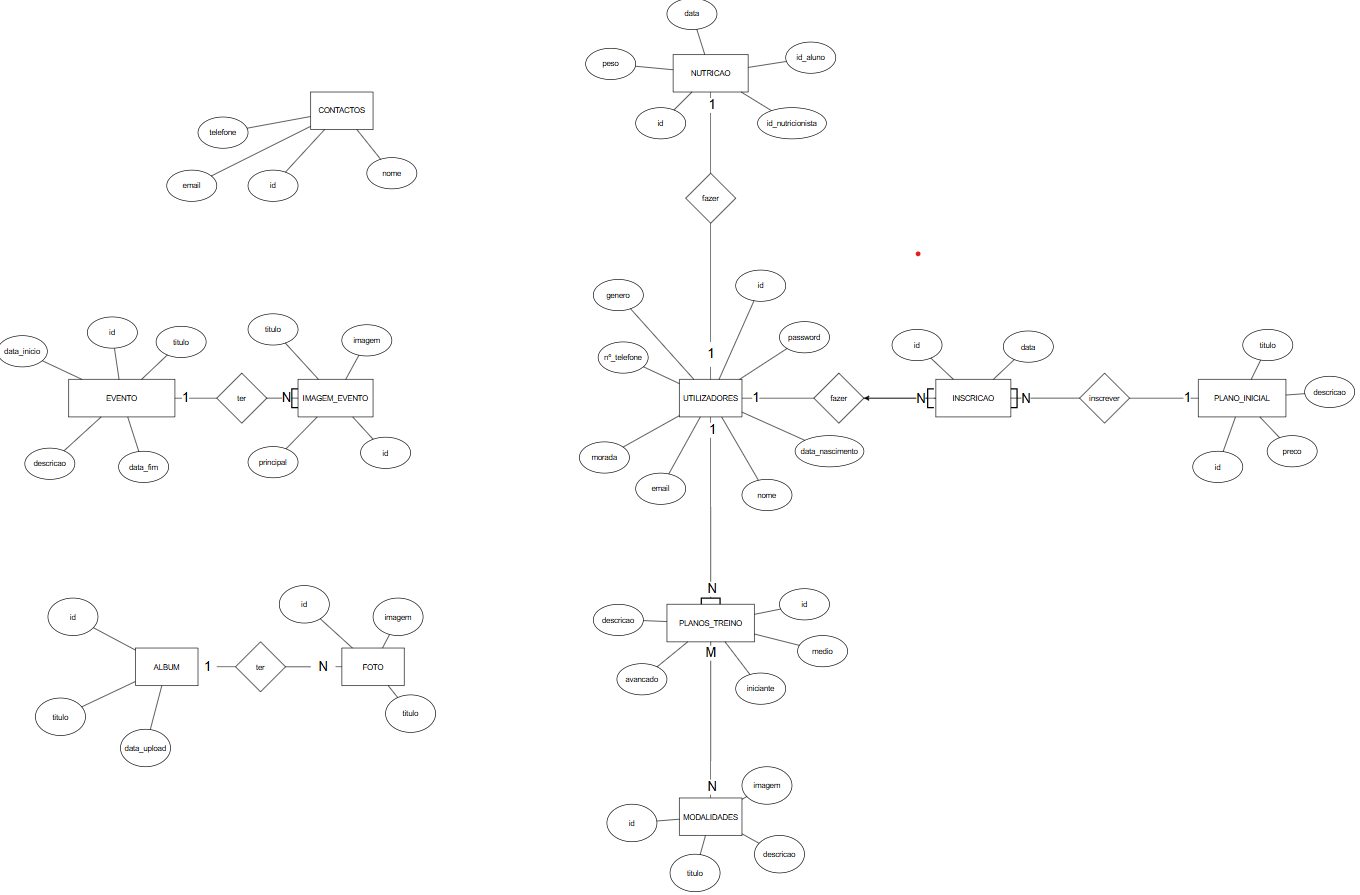 data
peso
NUTRICAO
id_aluno
id
id_nutricionista
1
fazer
1
CONTACTOS
telefone
email
id
nome
data_inicio
id
titulo
EVENTO
descricao
data_fim
1
ter
N
titulo
imagem
IMAGEM_EVENTO
principal
id
genero
id
nº_telefone
password
UTILIZADORES
morada
email
nome
data_nascimento
1
fazer
N
id
data
INSCRICAO
N
inscrever
1
titulo
PLANO_INICIAL
descricao
id
preco
1
N
descricao
PLANOS_TREINO
id
medio
avancado
iniciante
M
N
imagem
id
MODALIDADES
titulo
descricao
id
ALBUM
titulo
data_upload
1
ter
N
id
imagem
FOTO
titulo